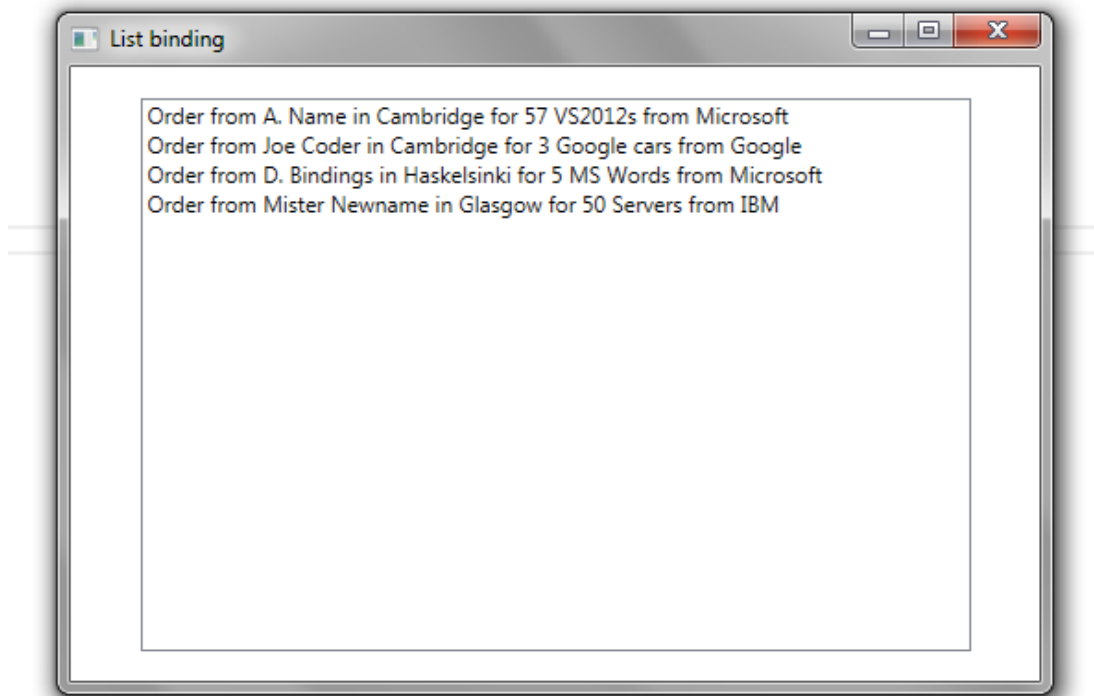 List binding
Order from A. Name in Cambridge for 57 VS2012s from Microsoft
Order from Joe Coder in Cambridge for 3 Google cars from Google
Order from D. Bindings in Haskelsinki for 5 MS Words from Microsoft
Order from Mister Newname in Glasgow for 50 Servers from IBM